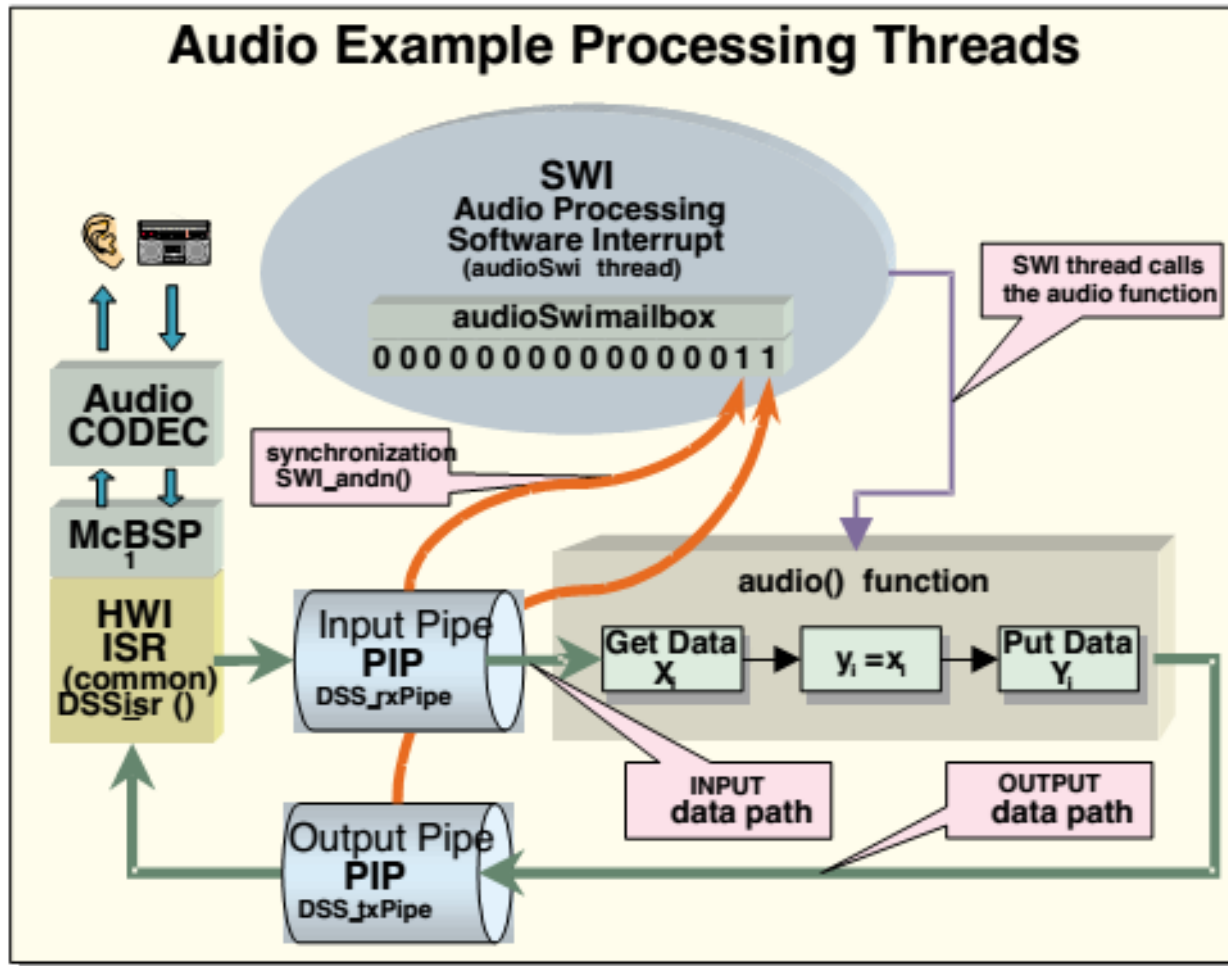 Audio Example Processing Threads
SWI
Audio Processing
Software Interrupt
(audioSwi thread)
audioSwimailbox
0 0 0 0 0 0 0 0 0 0 0 0 0 0 1 1
SWI thread calls
the audio function
Audio
CODEC
synchronization
SWI_andn()
McBSP
1
HWI
ISR
(common)
DSSisr ()
Input Pipe
PIP
DSS_rxPipe
audio() function
Get Data
Xi
yi =xi
Put Data
Yi
INPUT
data path
OUTPUT
data path
Output Pipe
PIP
DSS_txPipe